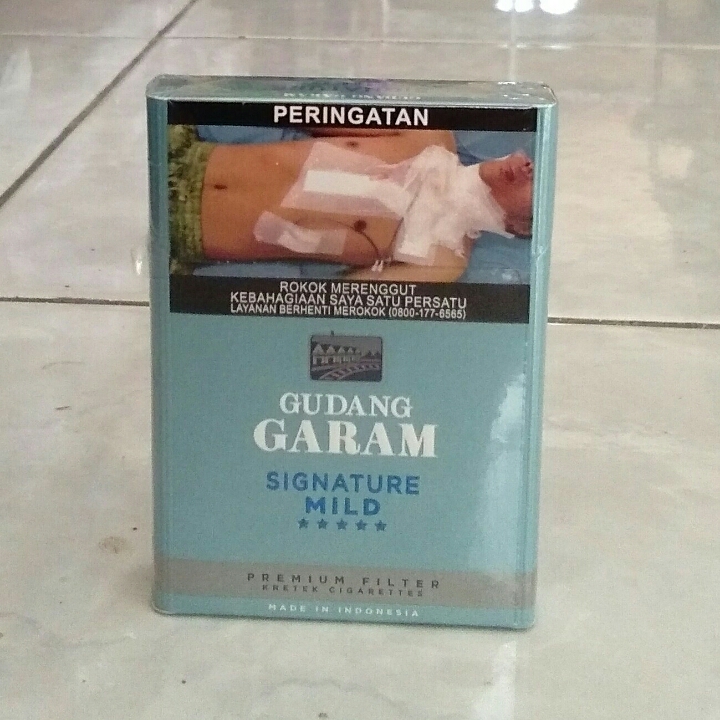 PERINGATAN
ROKOK MERENGGUT
KEBAHAGIAAN SAYA SATU PERSATU
LAYANAN BERHENTI MEROKOK (0800-177-6565)
GUDANG
GARAM
SIGNATURE
MILD
PREMIUM FILTER
KRETEK CIGARETTES
MADE IN INDONESIA